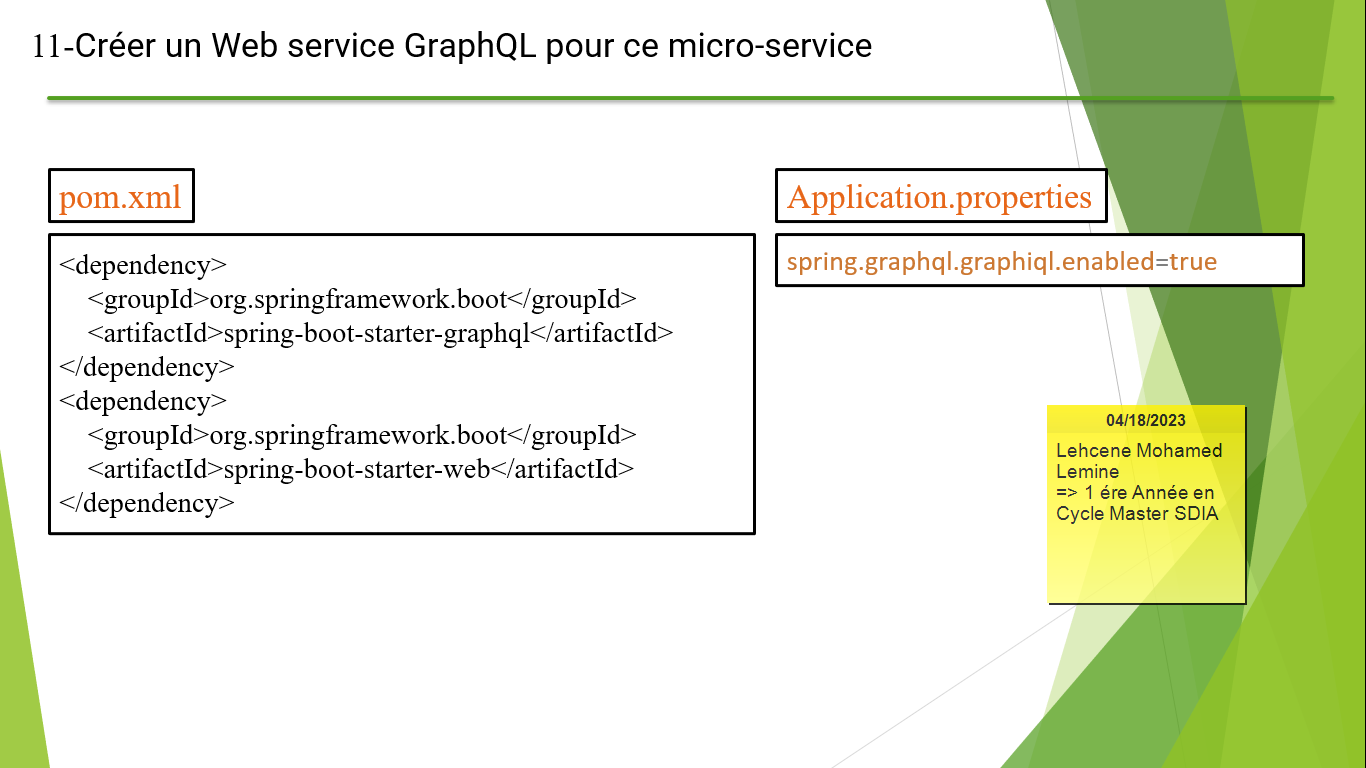 11-Créer un Web service GraphQL pour ce micro-service
pom.xml
<dependency>
<groupId>org.springframework.boot</groupId>
<artifactId>spring-boot-starter-graphql</artifactId>
</dependency>
<dependency>
<groupId>org.springframework.boot</groupId>
<artifactId>spring-boot-starter-web</artifactId>
</dependency>
Application.properties
spring.graphql.graphiql.enabled=true
04/18/2023
Lehcene Mohamed
Lemine
=> 1 ére Année en
Cycle Master SDIA